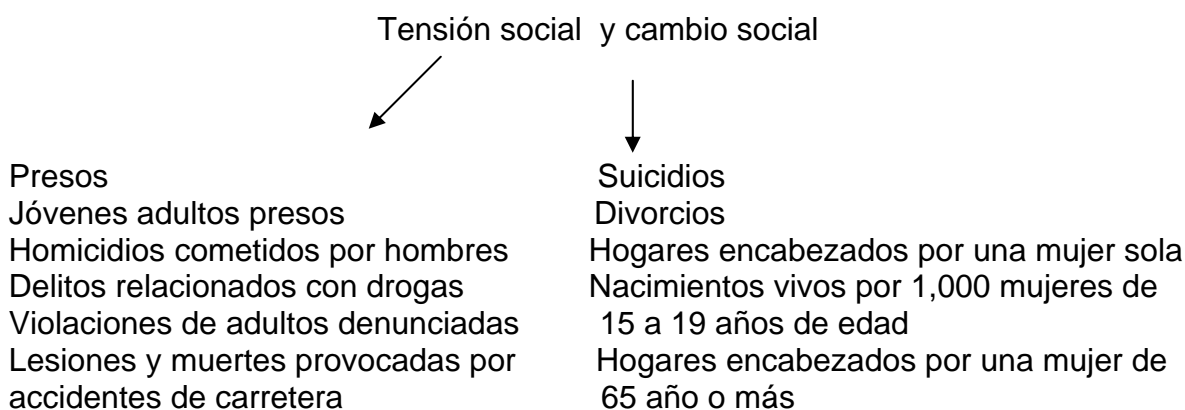 Tensión social y cambio social
Presos
Jóvenes adultos presos
Homicidios cometidos por hombres
Delitos relacionados con drogas
Violaciones de adultos denunciadas
Lesiones y muertes provocadas por
accidentes de carretera
Suicidios
Divorcios
Hogares encabezados por una mujer sola
Nacimientos vivos por 1,000 mujeres de
15 a 19 años de edad
Hogares encabezados por una mujer de
65 año o más